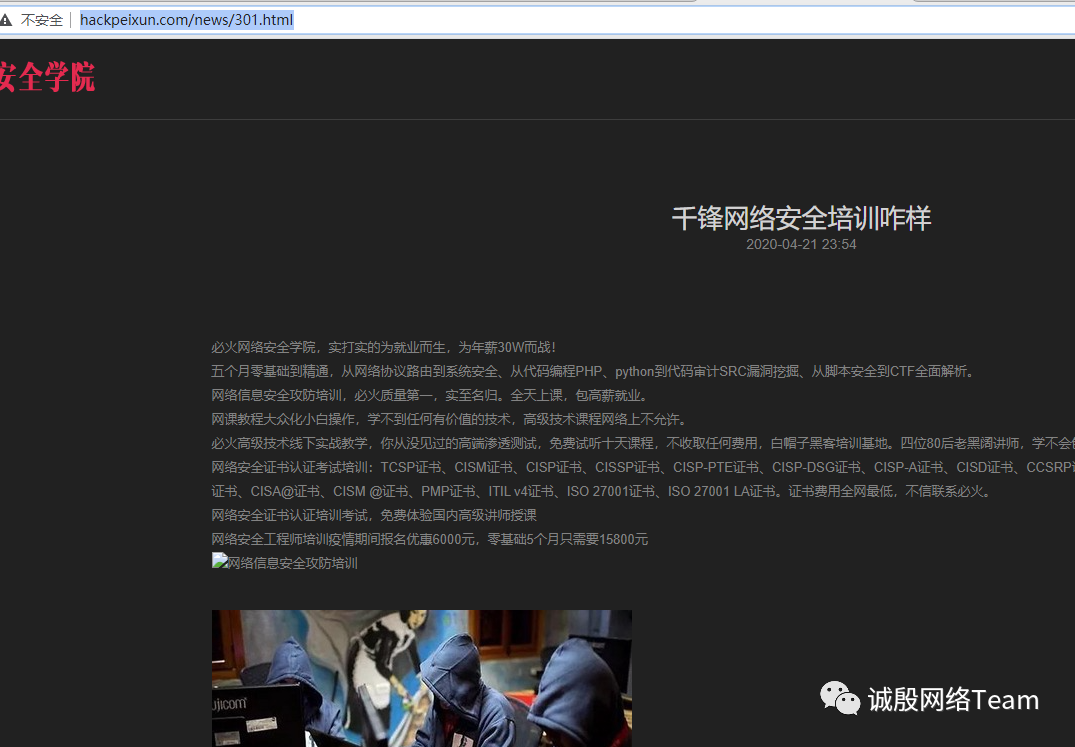 不安全 | hackpeixun.com/news/301.html
安全学院
千锋网络安全培训咋样
2020-04-21 23:54
必火网络安全学院，实打实的为就业而生，为年薪30W而战！
五个月零基础到精通，从网络协议路由到系统安全、从代码编程PHP、python到代码审计SRC漏洞挖掘、从脚本安全到CTF全面解析。
网络信息安全攻防培训，必火质量第一，实至名归。全天上课，包高薪就业。
网课教程大众化小白操作，学不到任何有价值的技术，高级技术课程网络上不允许。
必火高级技术线下实战教学，你从没见过的高端渗透测试，免费试听十天课程，不收取任何费用，白帽子黑客培训基地。四位80后老黑阔讲师，学不会
网络安全证书认证考试培训：TCSP证书、CISM证书、CISP证书、CISSP证书、CISP-PTE证书、CISP-DSG证书、CISP-A证书、CISD证书、CCSRP
证书、CISA@证书、CISM @证书、PMP证书、ITIL v4证书、ISO 27001证书、ISO 27001 LA证书。证书费用全网最低，不信联系必火。
网络安全证书认证培训考试，免费体验国内高级讲师授课
网络安全工程师培训疫情期间报名优惠6000元，零基础5个月只需要15800元
网络信息安全攻防培训
诚殷网络Team